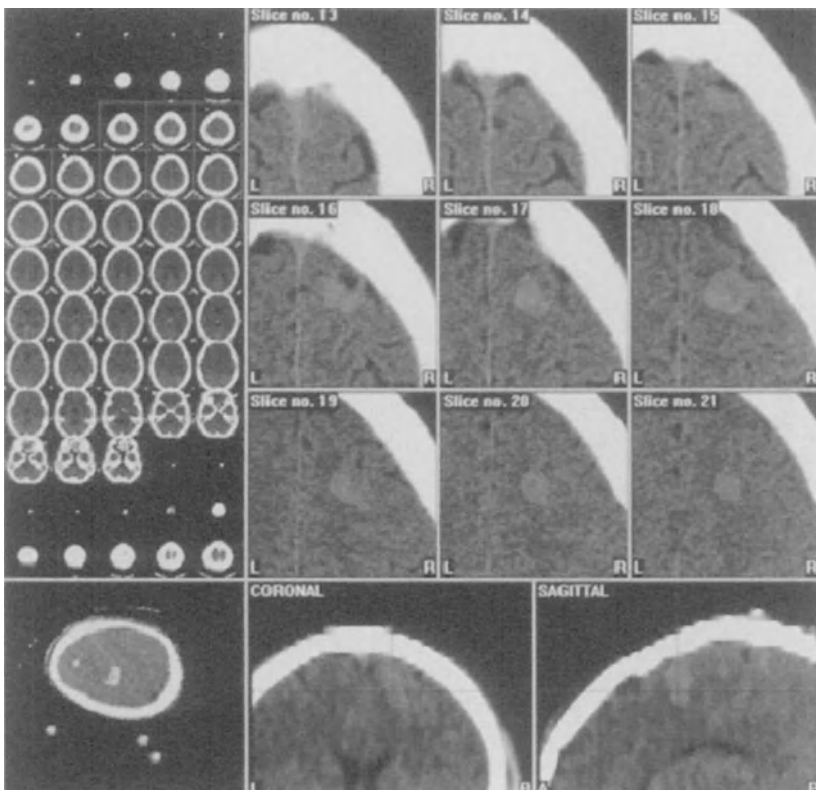 Slice no. 13
Slice no. 14
Slice no. 15
L
R
L
R
L
R
Slice no. 16
Slice no. 17
Slice no. 18
L
R
L
R
L
R
Slice no. 19
Slice no. 20
Slice no. 21
L
R
L
R
L
R
CORONAL
SAGITTAL
L
R
A